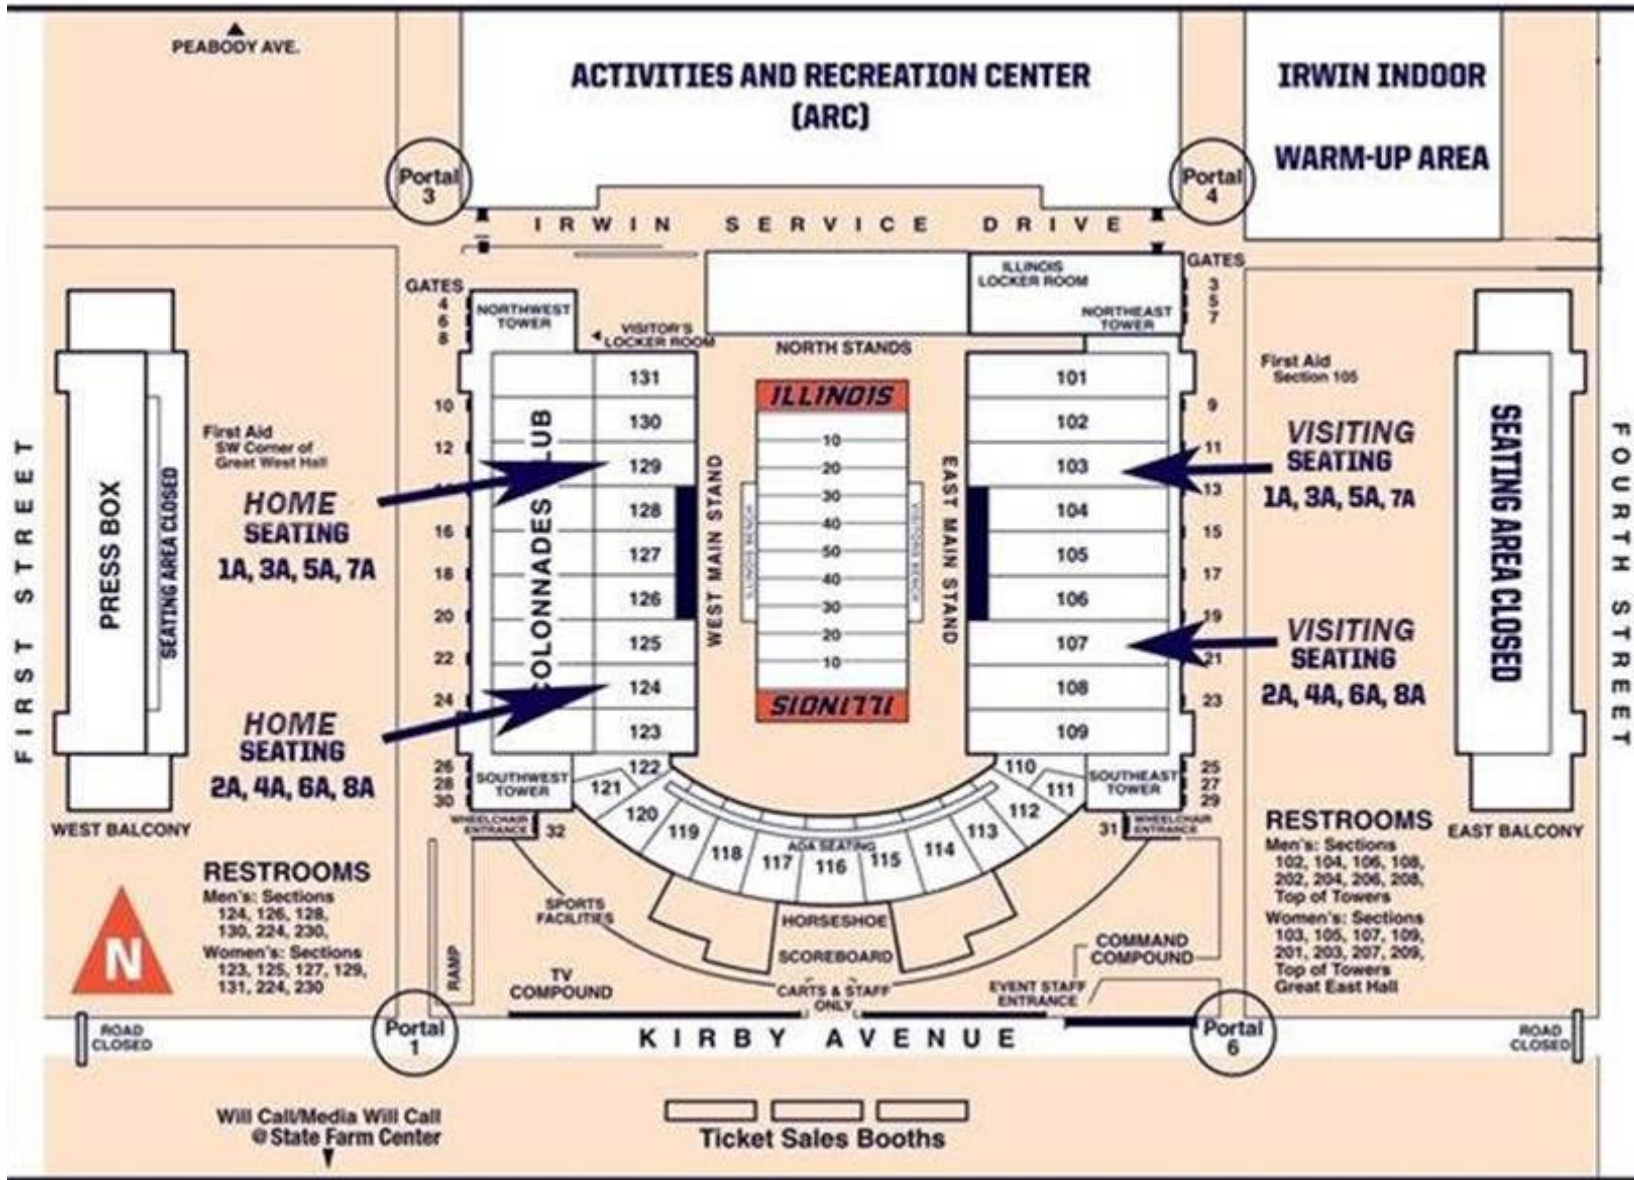 PEABODY AVE.
ACTIVITIES AND RECREATION CENTER
(ARC)
IRWIN INDOOR
WARM-UP AREA
Portal
3
Portal
4
IRWIN SERVICE DRIVE
GATES
4
6
8
NORTHWEST
TOWER
VISITOR'S
LOCKER ROOM
ILLINOIS
LOCKER ROOM
NORTHEAST
TOWER
GATES
3
5
7
NORTH STANDS
FIRST STREET
PRESS BOX
SEATING AREA CLOSED
WEST BALCONY
First Aid
SW Corner of
Great West Hall
HOME
SEATING
1A, 3A, 5A, 7A
HOME
SEATING
2A, 4A, 6A, 8A
10
12
16
18
20
22
24
26
28
30
COLONNADES LUB
131
130
129
128
127
126
125
124
123
122
121
120
119
118
117
116
115
114
113
112
111
110
WEST MAIN STAND
ILLINOIS
10
20
30
40
50
40
30
20
10
ILLINOIS
VISITORS BENCH
EAST MAIN STAND
101
102
103
104
105
106
107
108
109
9
11
13
15
17
19
21
23
25
27
29
First Aid
Section 105
VISITING
SEATING
1A, 3A, 5A, 7A
VISITING
SEATING
2A, 4A, 6A, 8A
SEATING AREA CLOSED
EAST BALCONY
FOURTH STREET
SOUTHWEST
TOWER
SOUTHEAST
TOWER
WHEELCHAIR
ENTRANCE
32
31
WHEELCHAIR
ENTRANCE
ADA SEATING
RESTROOMS
Men's: Sections
124, 126, 128,
130, 224, 230,
Women's: Sections
123, 125, 127, 129,
131, 224, 230
RESTROOMS
Men's: Sections
102, 104, 106, 108,
202, 204, 206, 208,
Top of Towers
Women's: Sections
103, 105, 107, 109,
201, 203, 207, 209,
Top of Towers
Great East Hall
N
RAMP
SPORTS
FACILITIES
TV
COMPOUND
HORSESHOE
SCOREBOARD
CARTS & STAFF
ONLY
EVENT STAFF
ENTRANCE
COMMAND
COMPOUND
ROAD
CLOSED
Portal
1
KIRBY AVENUE
Portal
6
ROAD
CLOSED
Will Call/Media Will Call
@ State Farm Center
Ticket Sales Booths